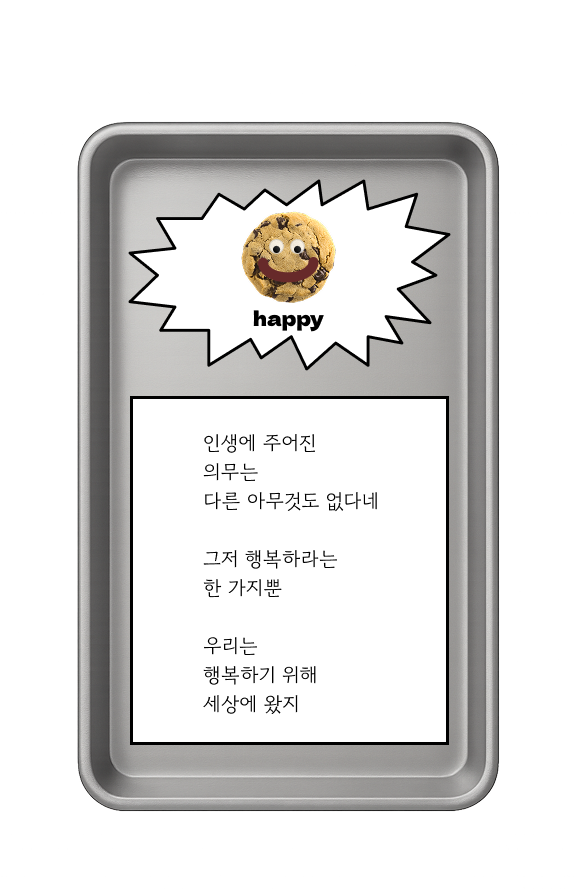 happy
인생에 주어진
의무는
다른 아무것도 없다네
그저 행복하라는
한 가지뿐
우리는
행복하기 위해
세상에 왔지